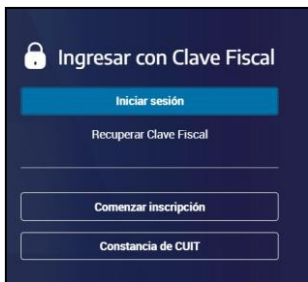 Ingresar con Clave Fiscal
Iniciar sesión
Recuperar Clave Fiscal
Comenzar inscripción
Constancia de CUIT